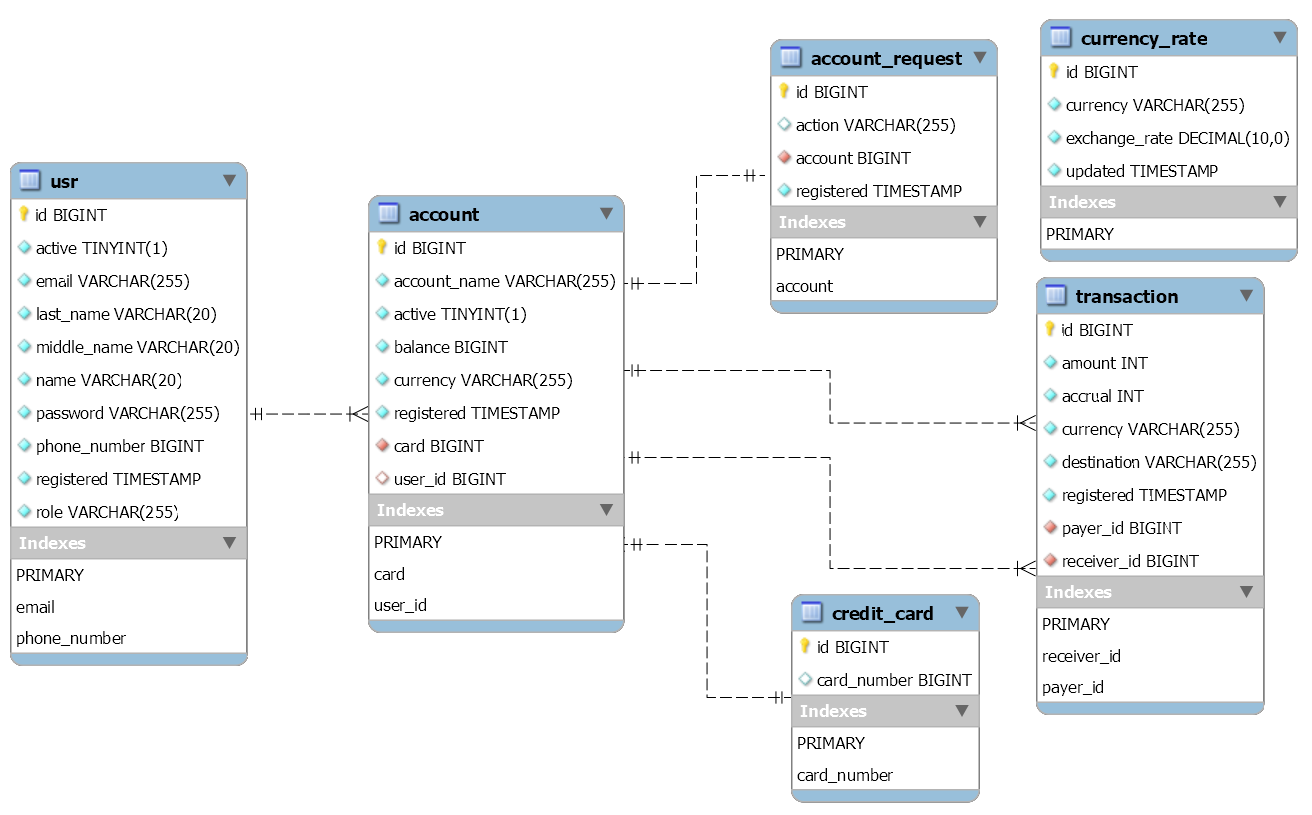 usr
id BIGINT
active TINYINT(1)
email VARCHAR(255)
last_name VARCHAR(20)
middle_name VARCHAR(20)
name VARCHAR(20)
password VARCHAR(255)
phone_number BIGINT
registered TIMESTAMP
role VARCHAR(255)
Indexes
PRIMARY
email
phone_number
account
id BIGINT
account_name VARCHAR(255)
active TINYINT(1)
balance BIGINT
currency VARCHAR(255)
registered TIMESTAMP
card BIGINT
user_id BIGINT
Indexes
PRIMARY
card
user_id
account_request
id BIGINT
action VARCHAR(255)
account BIGINT
registered TIMESTAMP
Indexes
PRIMARY
account
credit_card
id BIGINT
card_number BIGINT
Indexes
PRIMARY
card_number
currency_rate
id BIGINT
currency VARCHAR(255)
exchange_rate DECIMAL(10,0)
updated TIMESTAMP
Indexes
PRIMARY
transaction
id BIGINT
amount INT
accrual INT
currency VARCHAR(255)
destination VARCHAR(255)
registered TIMESTAMP
payer_id BIGINT
receiver_id BIGINT
Indexes
PRIMARY
receiver_id
payer_id